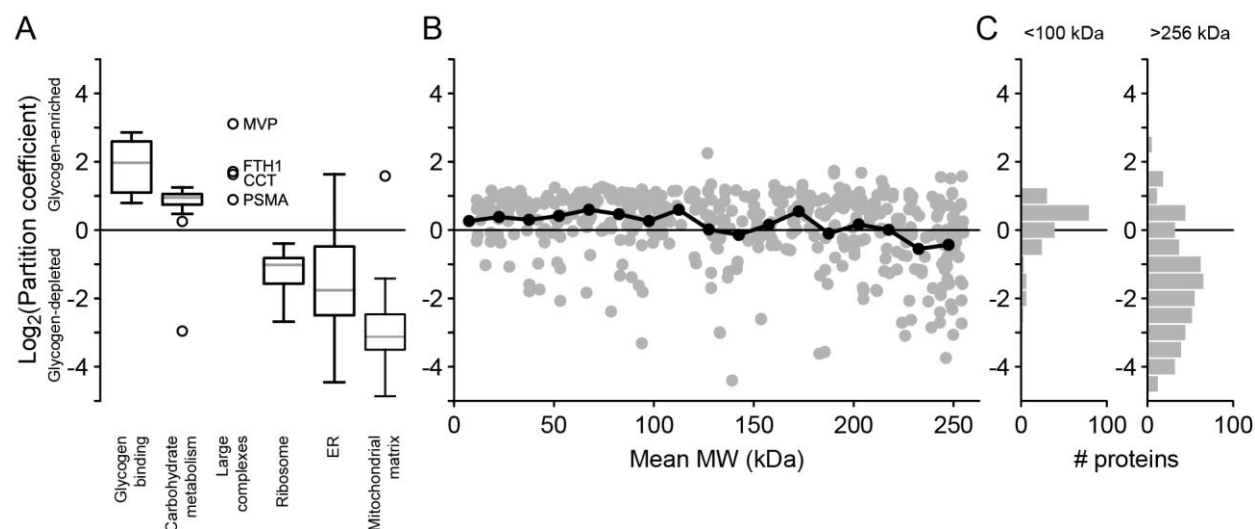 A
B
C
<100 kDa
>256 kDa
Log2(Partition coefficient)
Glycogen-enriched
Glycogen-depleted
4
2
0
-2
-4
MVP
FTH1
CCT
PSMA
Glycogen
binding
Carbohydrate
metabolism
Large
complexes
Ribosome
ER
Mitochondrial
matrix
4
2
0
-2
-4
0
50
100
150
200
250
Mean MW (kDa)
4
2
0
-2
-4
0
100
4
2
0
-2
-4
0
100
# proteins